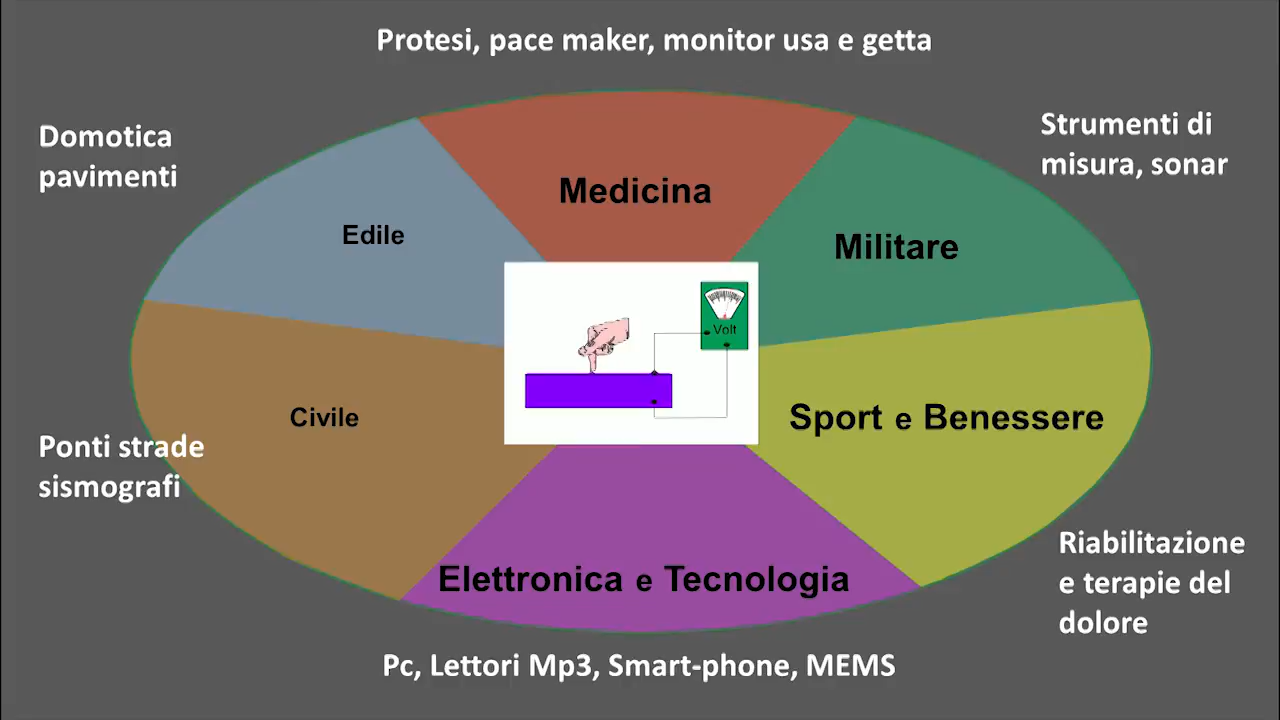 Protesi, pace maker, monitor usa e getta
Domotica
pavimenti
Strumenti di
misura, sonar
Medicina
Edile
Militare
Volt
Civile
Sport e Benessere
Ponti strade
sismografi
Riabilitazione
e terapie del
dolore
Elettronica e Tecnologia
Pc, Lettori Mp3, Smart-phone, MEMS